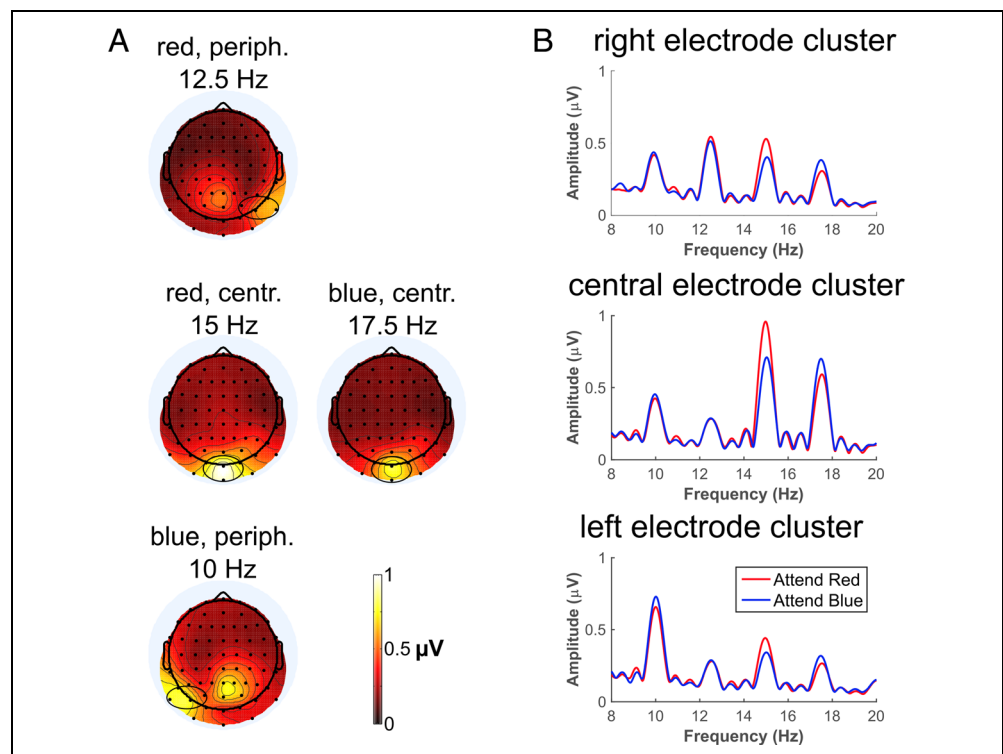 A
red, periph.
12.5 Hz
red, centr.
15 Hz
blue, centr.
17.5 Hz
blue, periph.
10 Hz
1
0.5 μV
0
B
right electrode cluster
Amplitude (μV)
1
0.5
0
8 10 12 14 16 18 20
Frequency (Hz)
central electrode cluster
Amplitude (μV)
1
0.5
0
8 10 12 14 16 18 20
Frequency (Hz)
left electrode cluster
Amplitude (μV)
1
0.5
0
Attend Red
Attend Blue
8 10 12 14 16 18 20
Frequency (Hz)